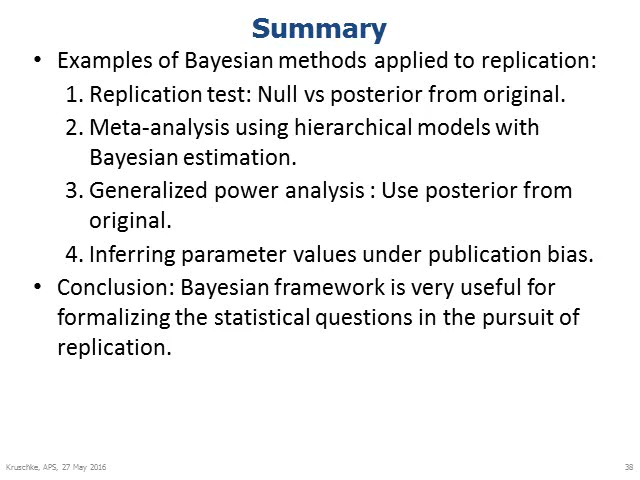 Summary
• Examples of Bayesian methods applied to replication:
1. Replication test: Null vs posterior from original.
2. Meta-analysis using hierarchical models with
Bayesian estimation.
3. Generalized power analysis : Use posterior from
original.
4. Inferring parameter values under publication bias.
• Conclusion: Bayesian framework is very useful for
formalizing the statistical questions in the pursuit of
replication.
Kruschke, APS, 27 May 2016
38